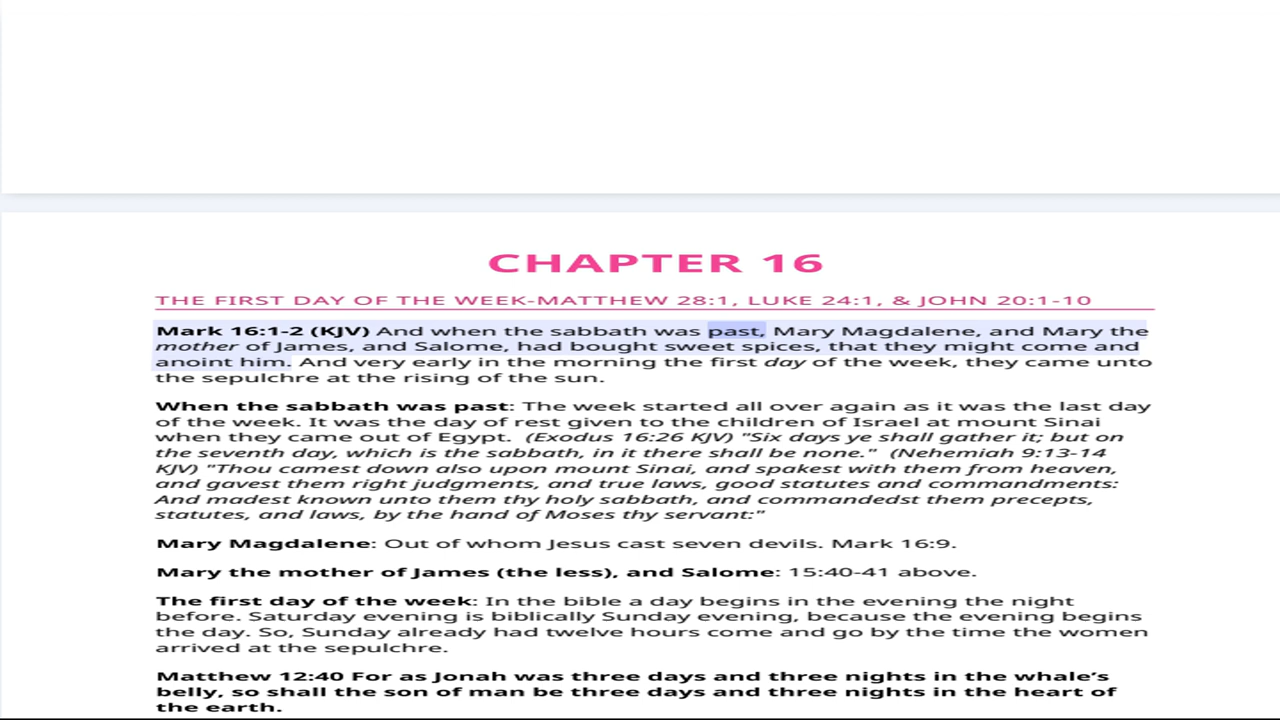 CHAPTER 16
THE FIRST DAY OF THE WEEK-MATTHEW 28:1, LUKE 24:1, & JOHN 20:1-10
Mark 16:1-2 (KJV) And when the sabbath was past, Mary Magdalene, and Mary the
mother of James, and Salome, had bought sweet spices, that they might come and
anoint him. And very early in the morning the first day of the week, they came unto
the sepulchre at the rising of the sun.
When the sabbath was past: The week started all over again as it was the last day
of the week. It was the day of rest given to the children of Israel at mount Sinai
when they came out of Egypt. (Exodus 16:26 KJV) "Six days ye shall gather it; but on
the seventh day, which is the sabbath, in it there shall be none." (Nehemiah 9:13-14
KJV) "Thou camest down also upon mount Sinai, and spakest with them from heaven,
and gavest them right judgments, and true laws, good statutes and commandments:
And madest known unto them thy holy sabbath, and commandedst them precepts,
statutes, and laws, by the hand of Moses thy servant:"
Mary Magdalene: Out of whom Jesus cast seven devils. Mark 16:9.
Mary the mother of James (the less), and Salome: 15:40-41 above.
The first day of the week: In the bible a day begins in the evening the night
before. Saturday evening is biblically Sunday evening, because the evening begins
the day. So, Sunday already had twelve hours come and go by the time the women
arrived at the sepulchre.
Matthew 12:40 For as Jonah was three days and three nights in the whale's
belly, so shall the son of man be three days and three nights in the heart of
the earth.